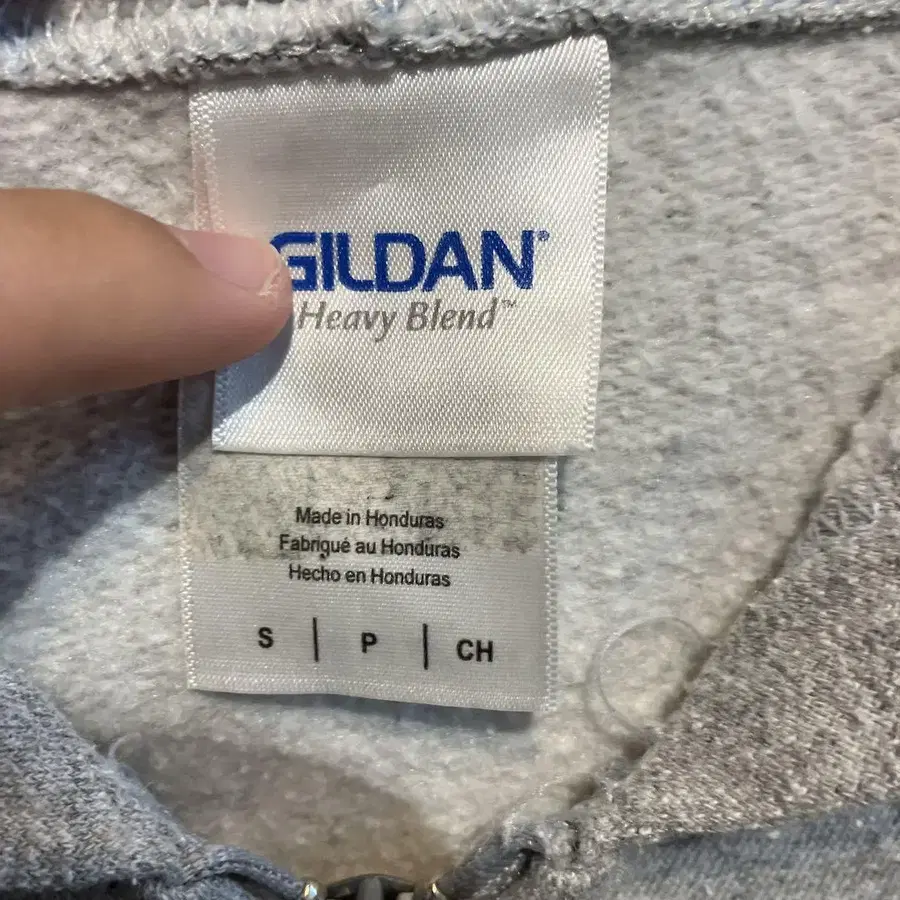 GILDAN®
Heavy Blend™
Made in Honduras
Fabriqué au Honduras
Hecho en Honduras
S | P | CH